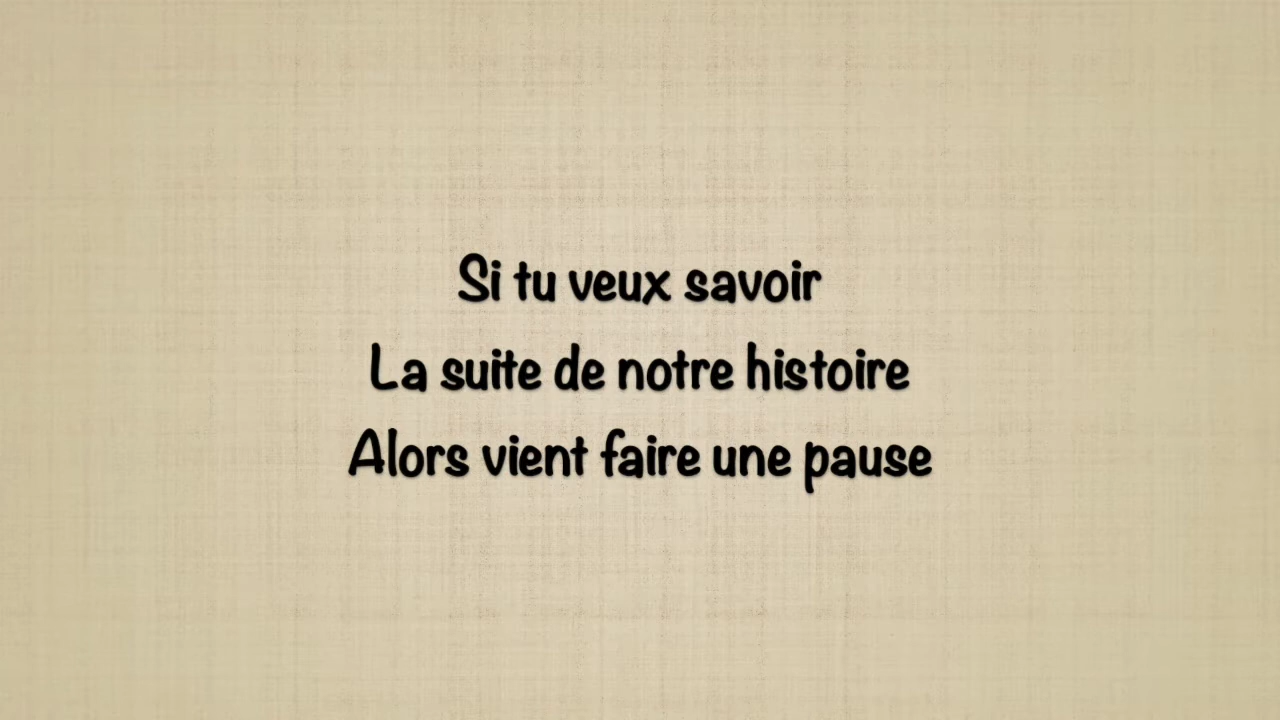 Si tu veux savoir
La suite de notre histoire
Alors vient faire une pause